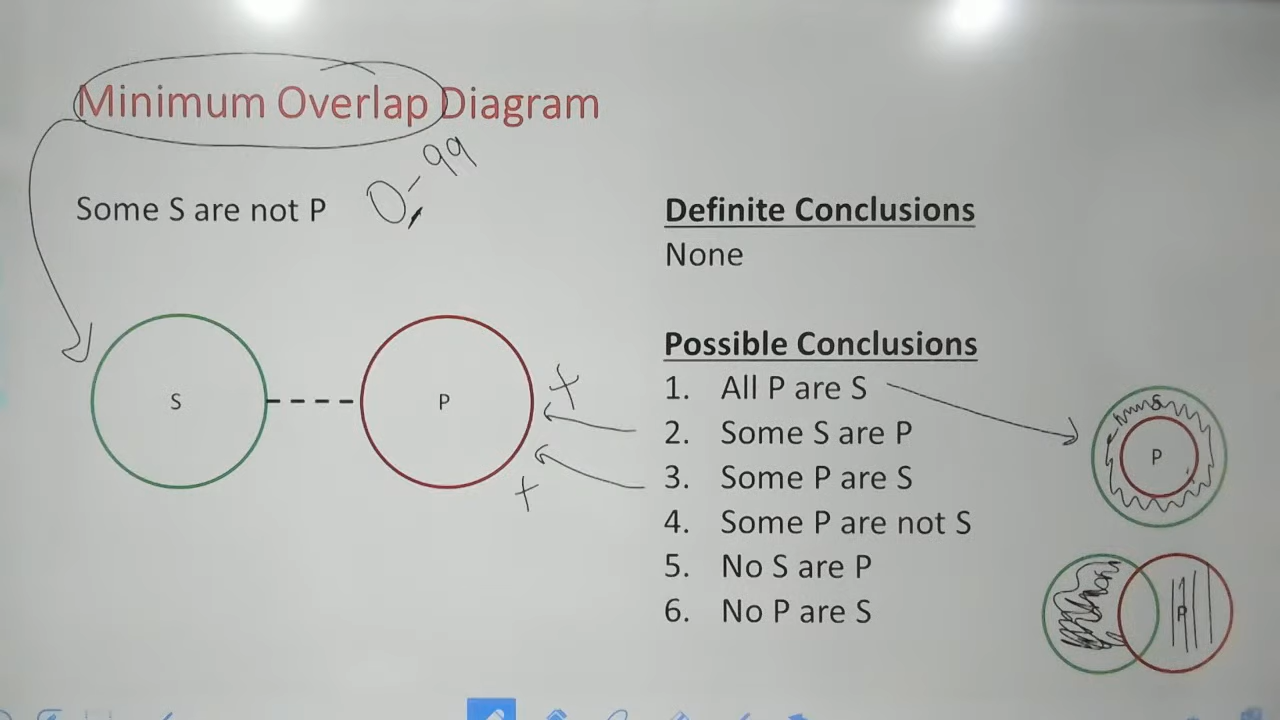 Minimum Overlap Diagram
0,-99
Some S are not P
S
P
Definite Conclusions
None
Possible Conclusions
1. All P are S
2. Some S are P
3. Some P are S
4. Some P are not S
5. No S are P
6. No P are S
S
P
P